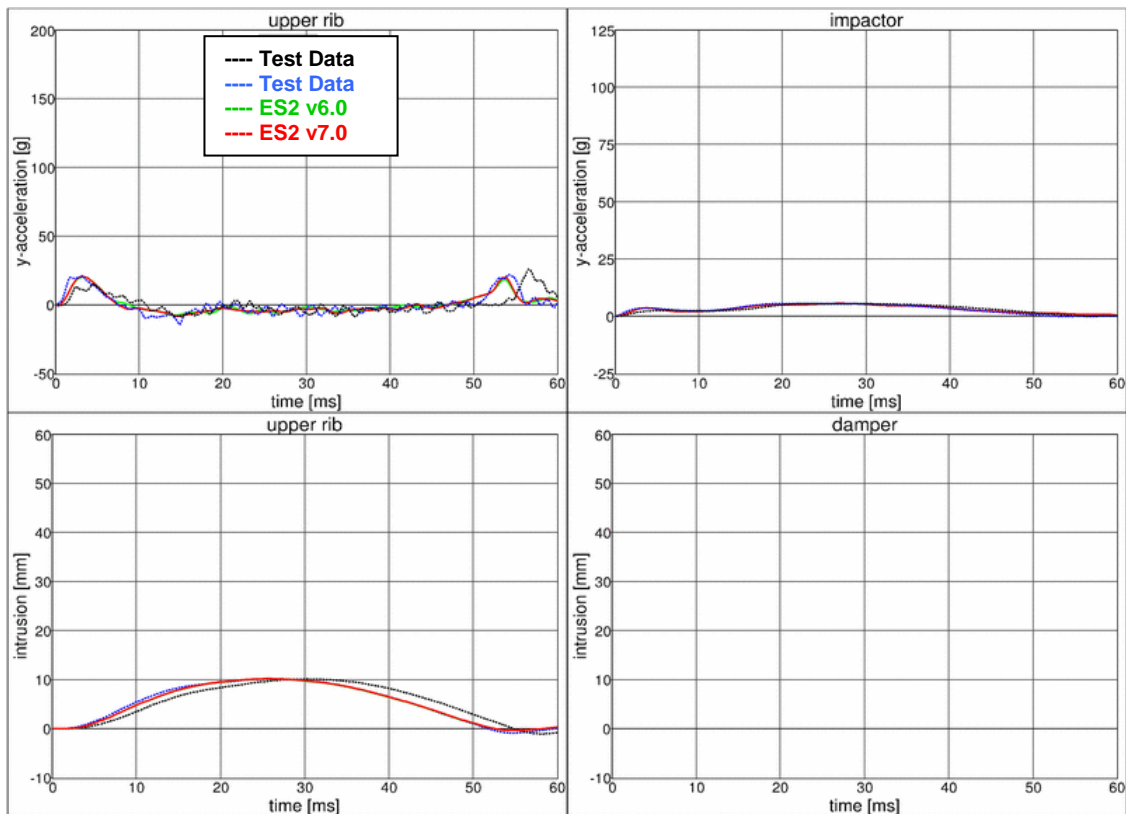 upper rib
200
150
100
50
0
-50
y-acceleration [g]
0 10 20 30 40 50 60
time [ms]
---- Test Data
---- Test Data
---- ES2 v6.0
---- ES2 v7.0
impactor
125
100
75
50
25
0
-25
y-acceleration [g]
0 10 20 30 40 50 60
time [ms]
upper rib
60
50
40
30
20
10
0
-10
intrusion [mm]
0 10 20 30 40 50 60
time [ms]
damper
60
50
40
30
20
10
0
-10
intrusion [mm]
0 10 20 30 40 50 60
time [ms]